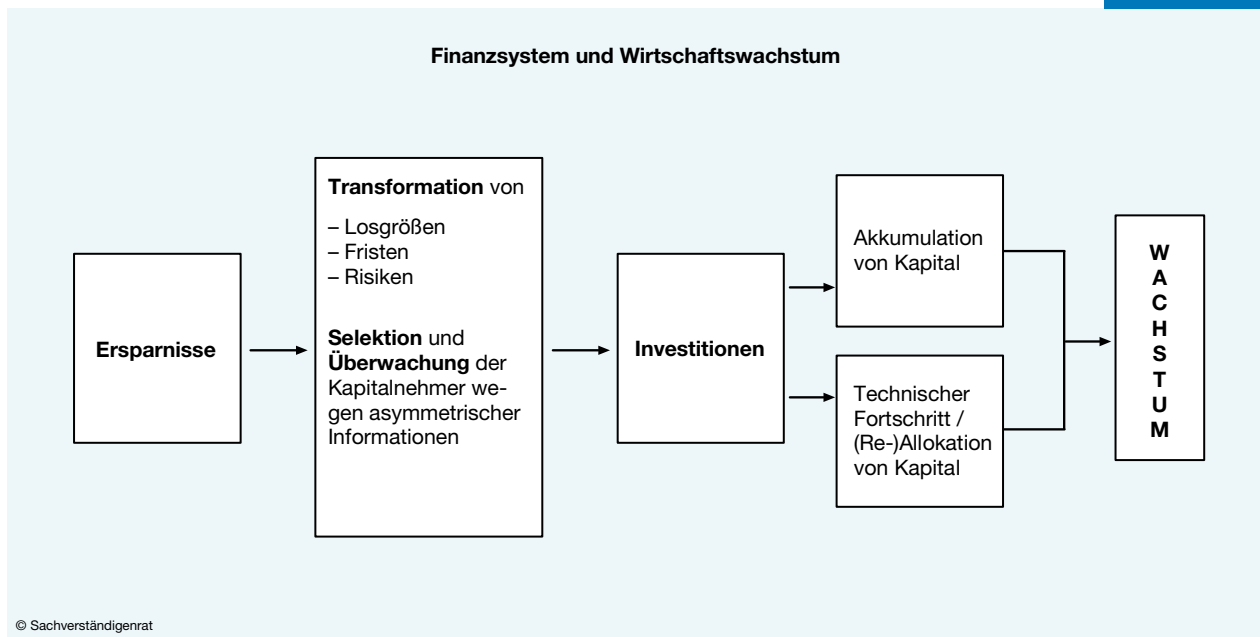 Finanzsystem und Wirtschaftswachstum
Ersparnisse
Transformation von
– Losgrößen
– Fristen
– Risiken
Selektion und
Überwachung der
Kapitalnehmer we-
gen asymmetrischer
Informationen
Investitionen
Akkumulation
von Kapital
Technischer
Fortschritt /
(Re-)Allokation
von Kapital
W
A
C
H
S
T
U
M
© Sachverständigenrat